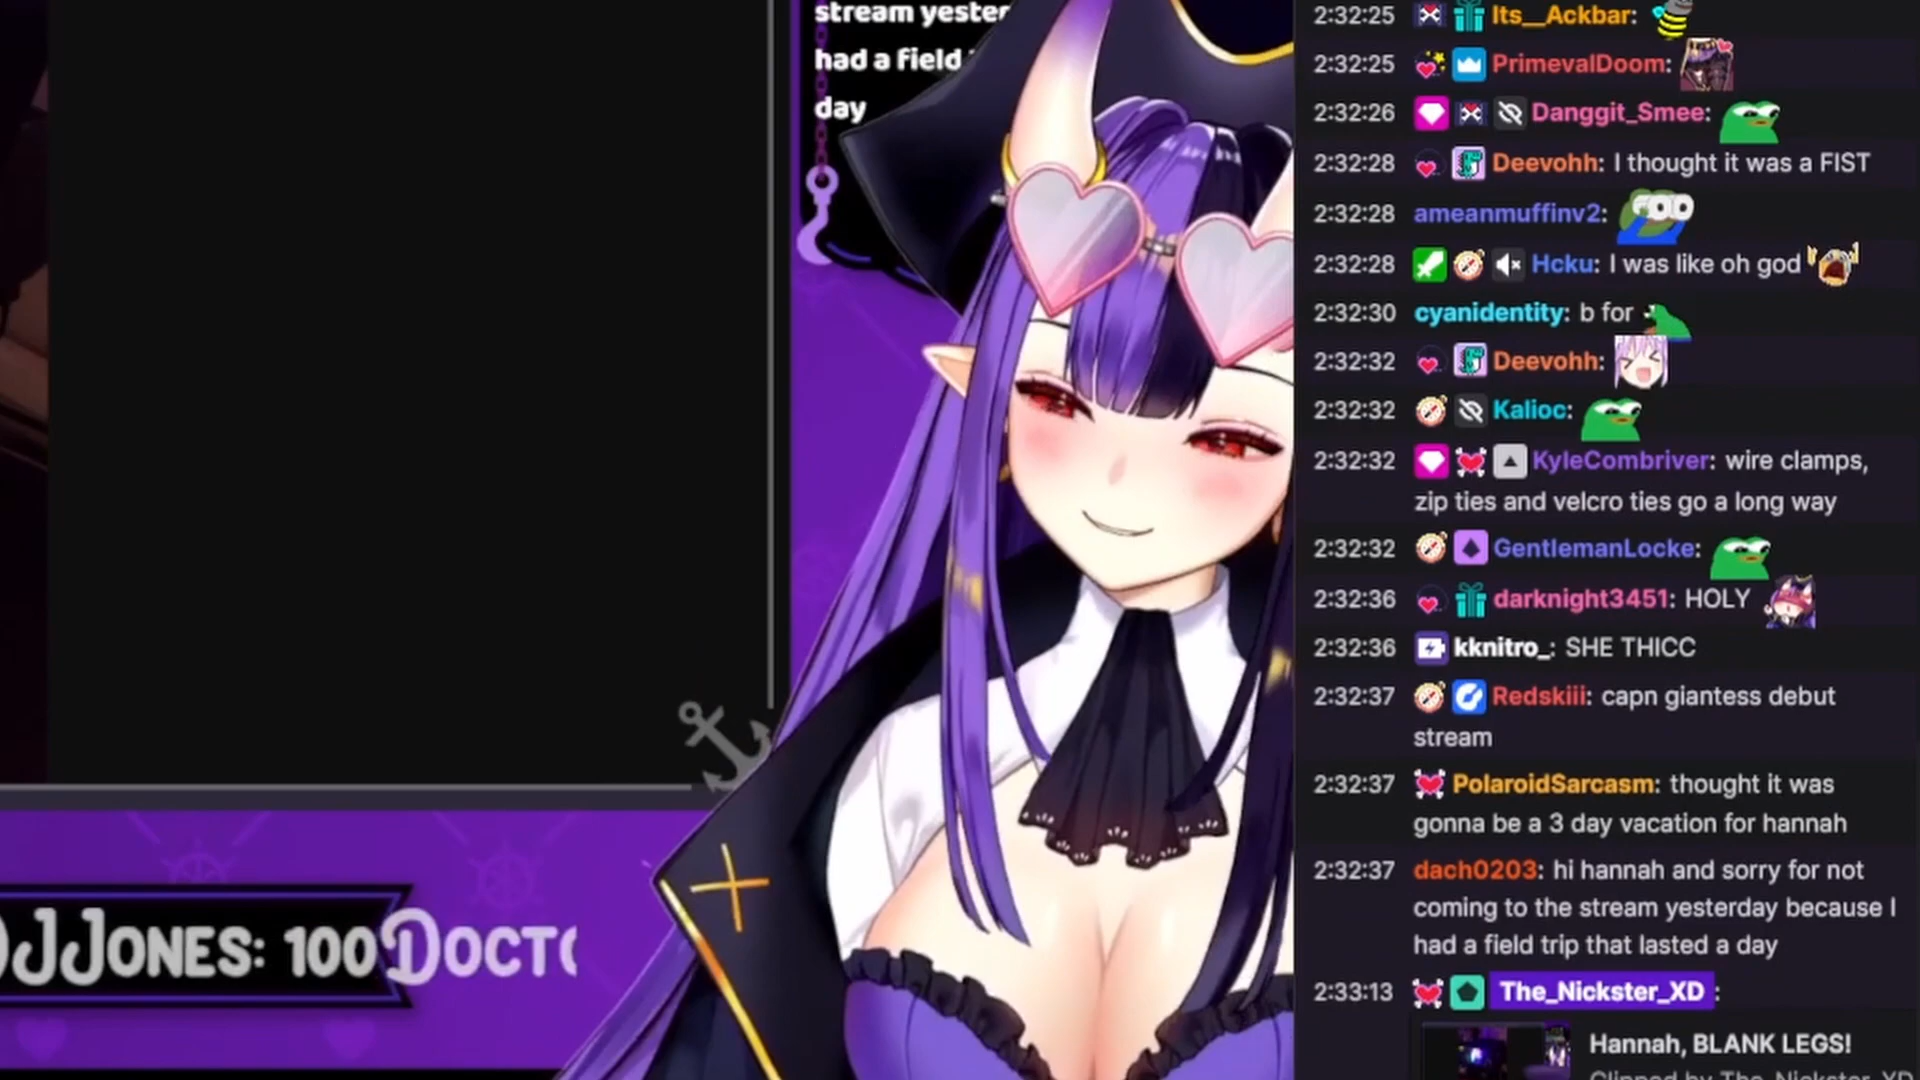 stream yester
had a field
day
JJONES: 100DOCT
2:32:25 Its__Ackbar:
2:32:25 PrimevalDoom:
2:32:26 Danggit_Smee:
2:32:28 Deevohh: I thought it was a FIST
2:32:28 ameanmuffinv2:
2:32:28 Hcku: I was like oh god
2:32:30 cyanidentity: b for
2:32:32 Deevohh:
2:32:32 Kalioc:
2:32:32 KyleCombriver: wire clamps,
zip ties and velcro ties go a long way
2:32:32 GentlemanLocke:
2:32:36 darknight3451: HOLY
2:32:36 kknitro_: SHE THICC
2:32:37 Redskiii: capn giantess debut
stream
2:32:37 PolaroidSarcasm: thought it was
gonna be a 3 day vacation for hannah
2:32:37 dach0203: hi hannah and sorry for not
coming to the stream yesterday because I
had a field trip that lasted a day
2:33:13 The_Nickster_XD :
Hannah, BLANK LEGS!
Clipped by The_Nickster_XD